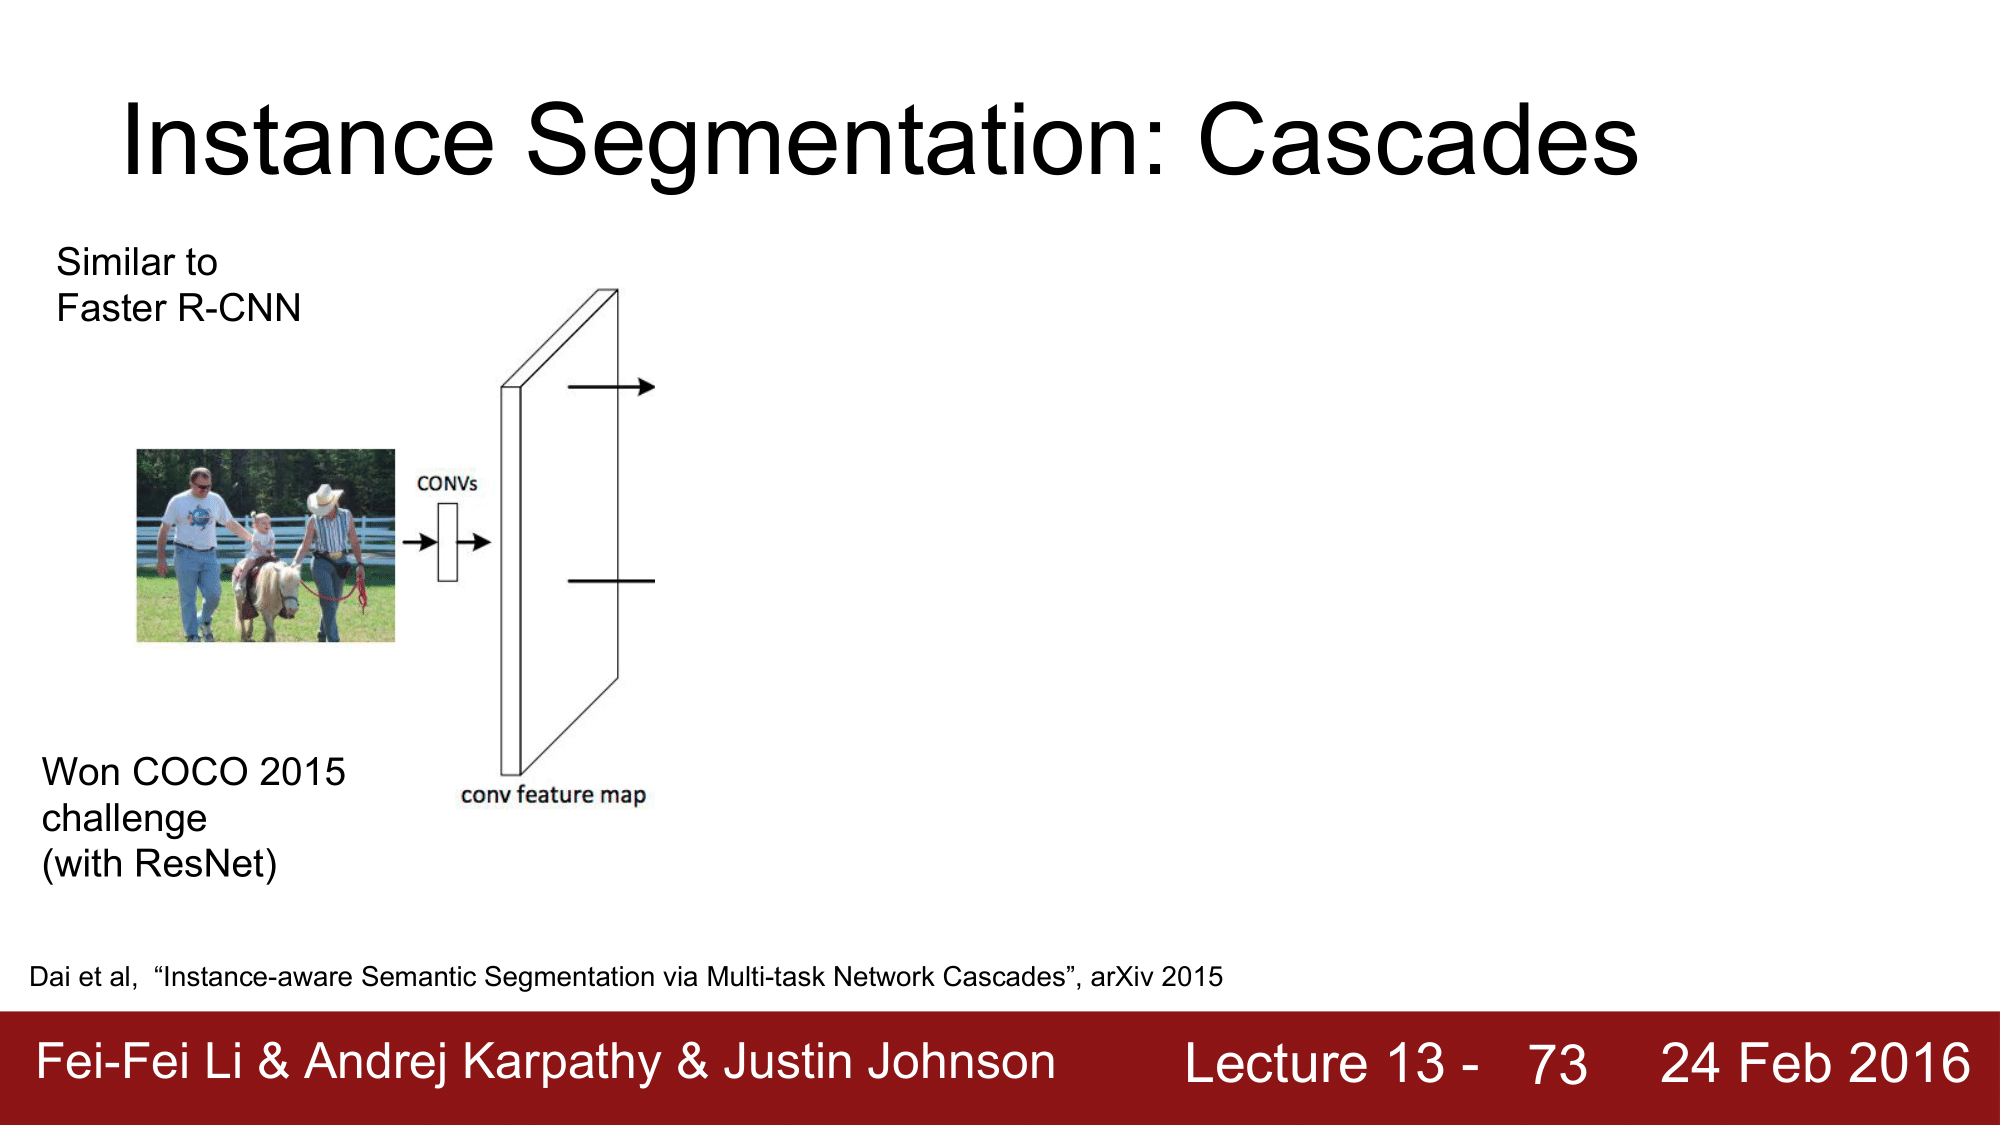 Instance Segmentation: Cascades
Similar to
Faster R-CNN
CONVs
conv feature map
Won COCO 2015
challenge
(with ResNet)
Dai et al,  “Instance-aware Semantic Segmentation via Multi-task Network Cascades”, arXiv 2015
Fei-Fei Li & Andrej Karpathy & Justin Johnson
Lecture 13 - 73
24 Feb 2016